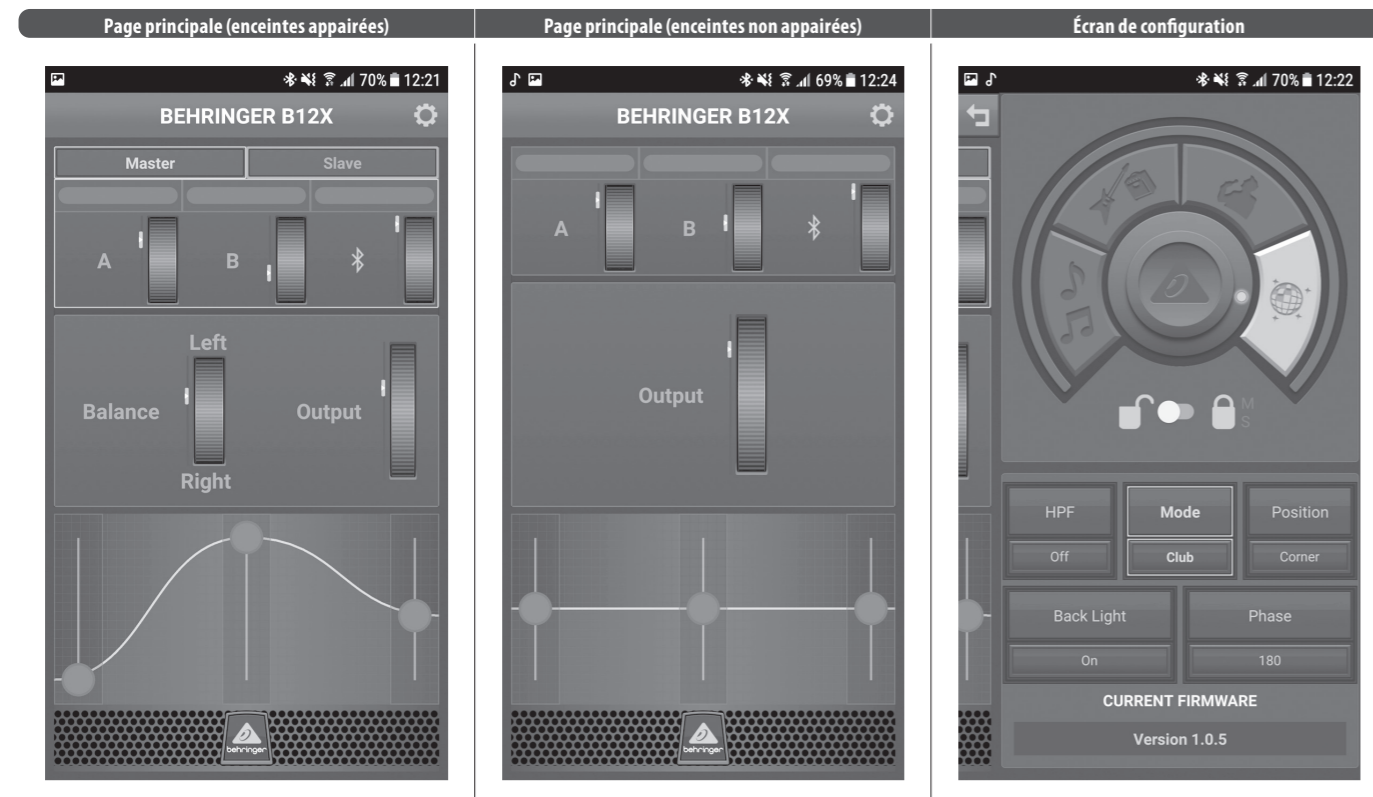 Page principale (enceintes appairées)
70% 12:21
BEHRINGER B12X
Master Slave
A B
Left
Balance Output
Right
behringer
Page principale (enceintes non appairées)
69% 12:24
BEHRINGER B12X
A B
Output
behringer
Écran de configuration
70% 12:22
M
S
HPF Mode Position
Off Club Corner
Back Light Phase
On 180
CURRENT FIRMWARE
Version 1.0.5